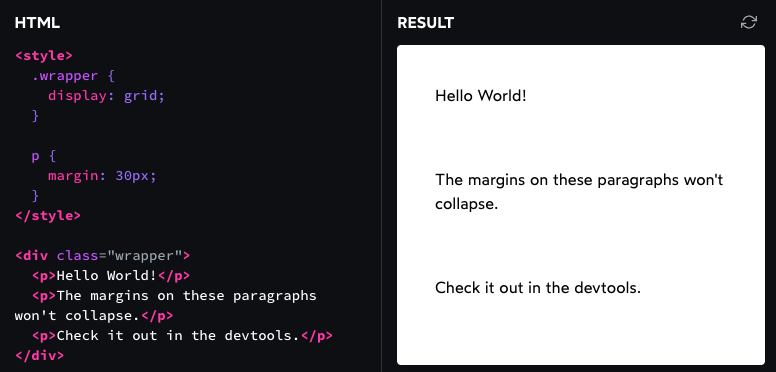 HTML
<style>
.wrapper {
display: grid;
}
p {
margin: 30px;
}
</style>
<div class="wrapper">
<p>Hello World!</p>
<p>The margins on these paragraphs
won't collapse.</p>
<p>Check it out in the devtools.</p>
</div>
RESULT
Hello World!
The margins on these paragraphs won't
collapse.
Check it out in the devtools.